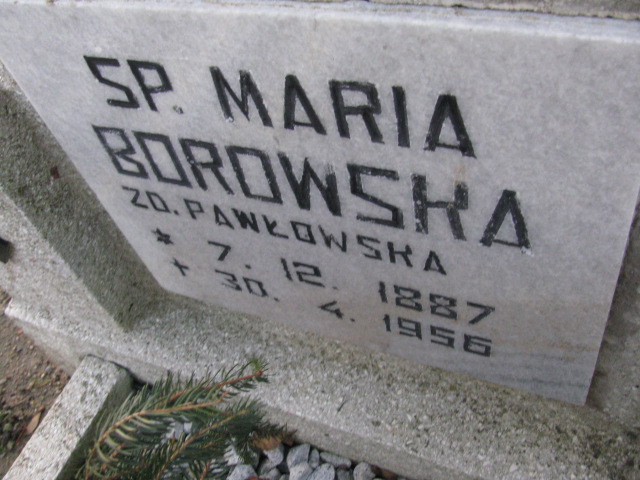 SP. MARIA
BOROWSKA
ZD. PAWŁOWSKA
* 7. 12. 1887
+ 30. 4. 1956